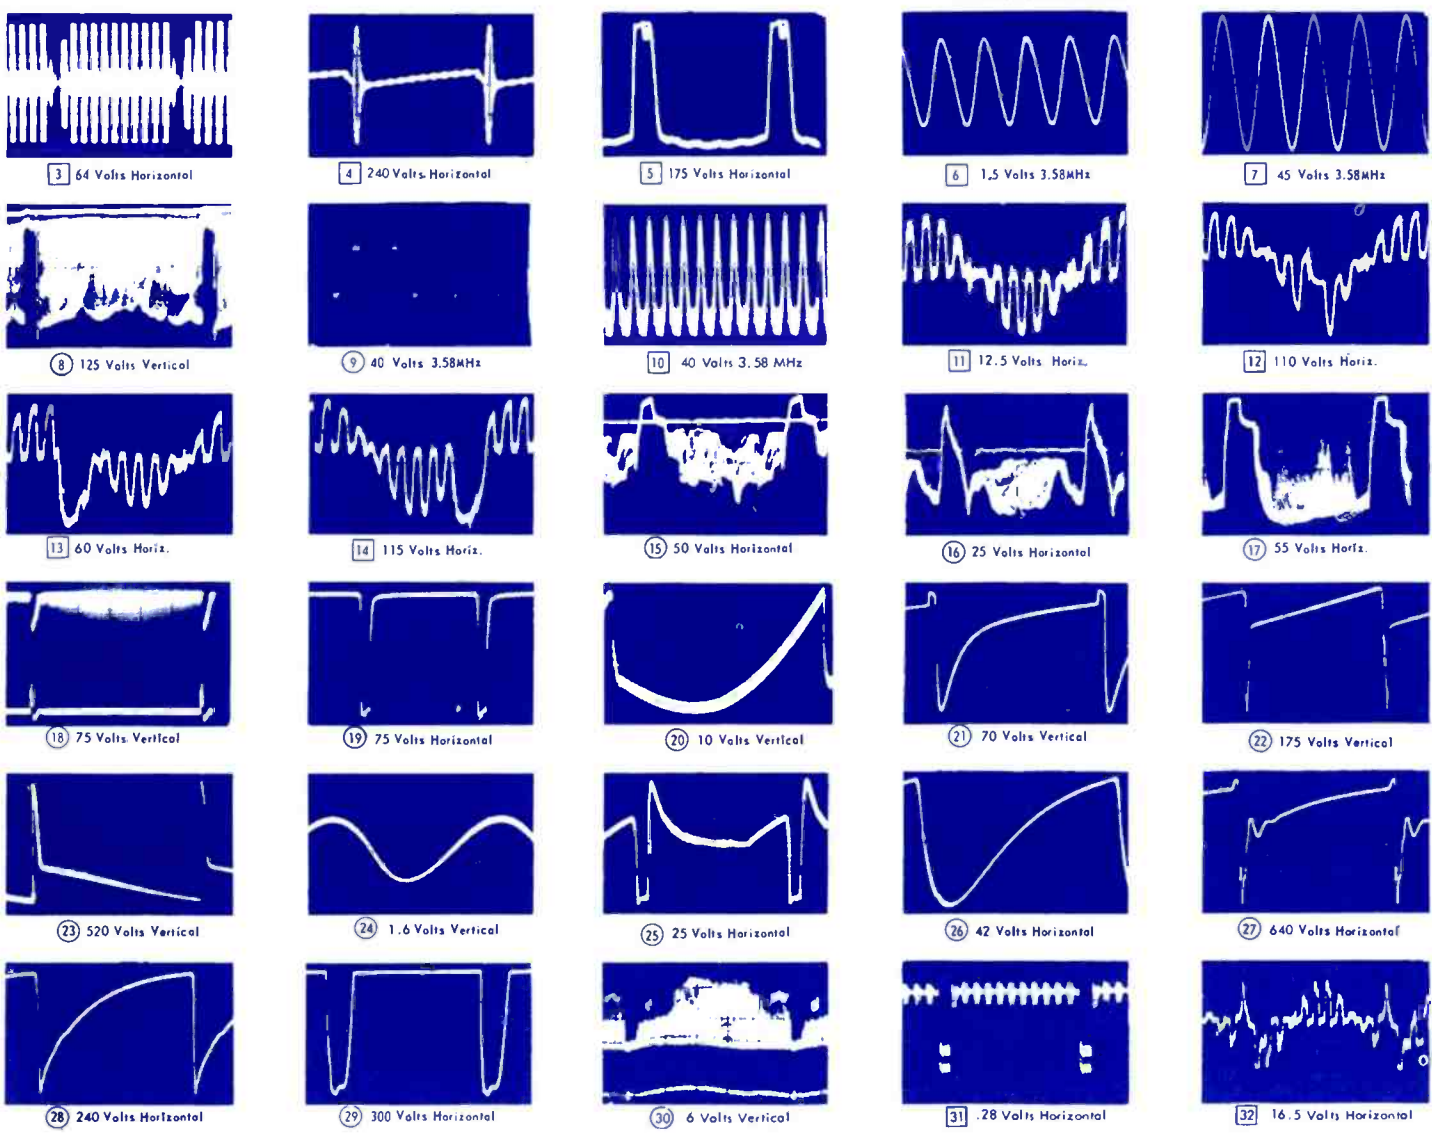 3 64 Volts Horizontal
4 240 Volts Horizontal
5 175 Volts Horizontal
6 1.5 Volts 3.58MHz
7 45 Volts 3.58MHz
8 125 Volts Vertical
9 40 Volts 3.58MHz
10 40 Volts 3.58 MHz
11 12.5 Volts Horiz.
12 110 Volts Horiz.
13 60 Volts Horiz.
14 115 Volts Horiz.
15 50 Volts Horizontal
16 25 Volts Horizontal
17 55 Volts Horiz.
18 75 Volts Vertical
19 75 Volts Horizontal
20 10 Volts Vertical
21 70 Volts Vertical
22 175 Volts Vertical
23 520 Volts Vertical
24 1.6 Volts Vertical
25 25 Volts Horizontal
26 42 Volts Horizontal
27 640 Volts Horizontal
28 240 Volts Horizontal
29 300 Volts Horizontal
30 6 Volts Vertical
31 .28 Volts Horizontal
32 16.5 Volts Horizontal